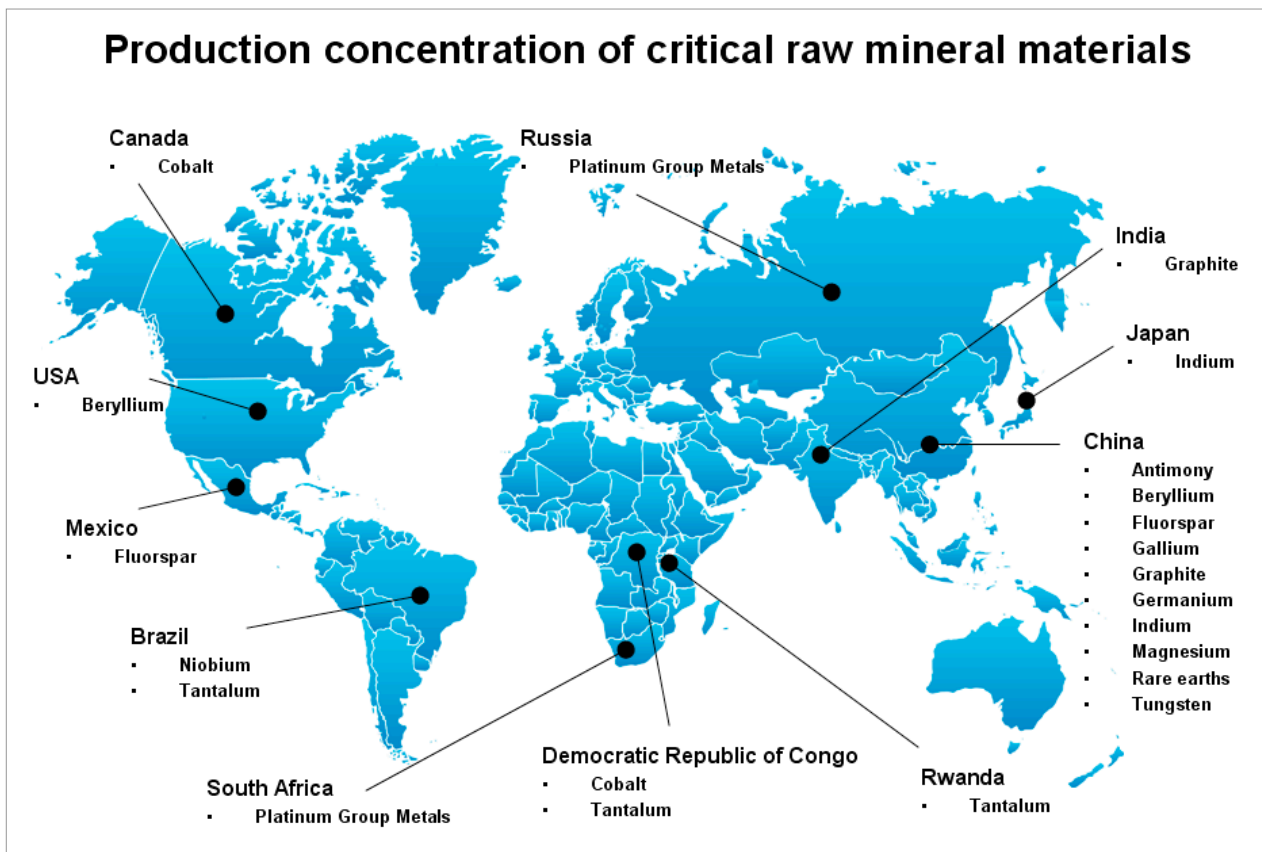 Production concentration of critical raw mineral materials
Canada
▪ Cobalt
Russia
▪ Platinum Group Metals
India
▪ Graphite
Japan
▪ Indium
USA
▪ Beryllium
China
▪ Antimony
▪ Beryllium
▪ Fluorspar
▪ Gallium
▪ Graphite
▪ Germanium
▪ Indium
▪ Magnesium
▪ Rare earths
▪ Tungsten
Mexico
▪ Fluorspar
Brazil
▪ Niobium
▪ Tantalum
South Africa
▪ Platinum Group Metals
Democratic Republic of Congo
▪ Cobalt
▪ Tantalum
Rwanda
▪ Tantalum